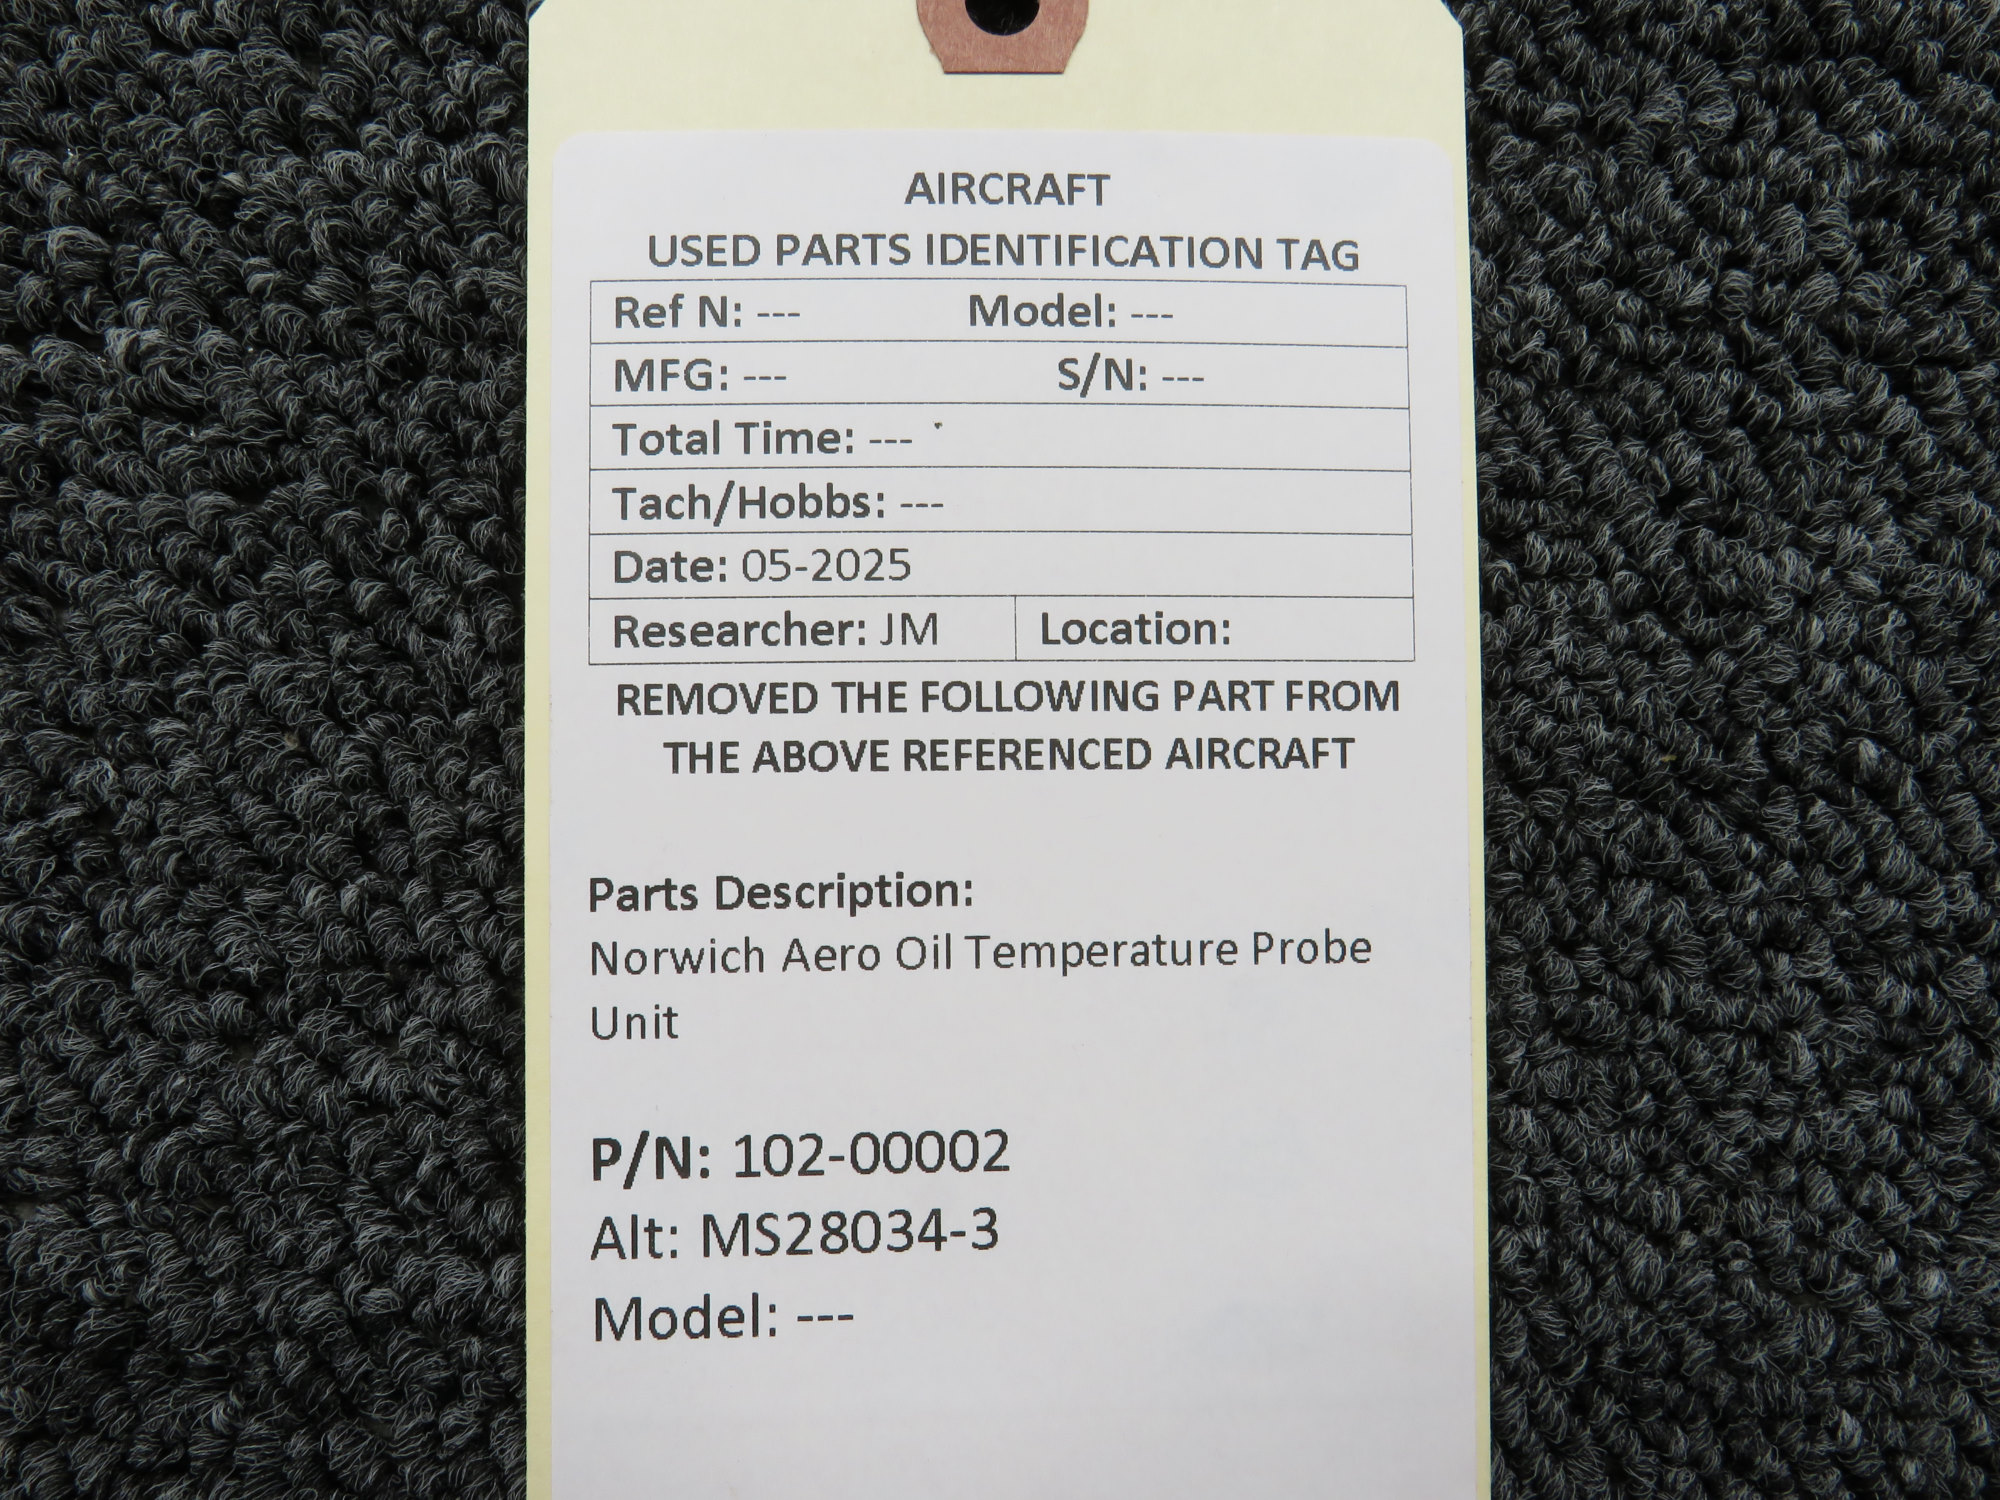 AIRCRAFT
USED PARTS IDENTIFICATION TAG
Ref N: --- Model: ---
MFG: --- S/N: ---
Total Time: ---
Tach/Hobbs: ---
Date: 05-2025
Researcher: JM Location:
REMOVED THE FOLLOWING PART FROM
THE ABOVE REFERENCED AIRCRAFT
Parts Description:
Norwich Aero Oil Temperature Probe
Unit
P/N: 102-00002
Alt: MS28034-3
Model: ---